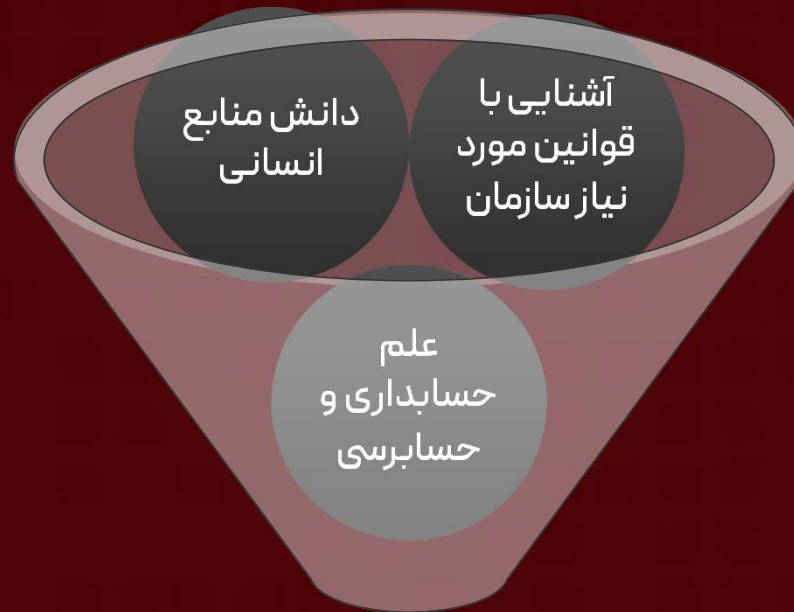 آشنایی با
قوانین مورد
نیاز سازمان
دانش منابع
انسانی
علم
حسابداری و
حسابرسی